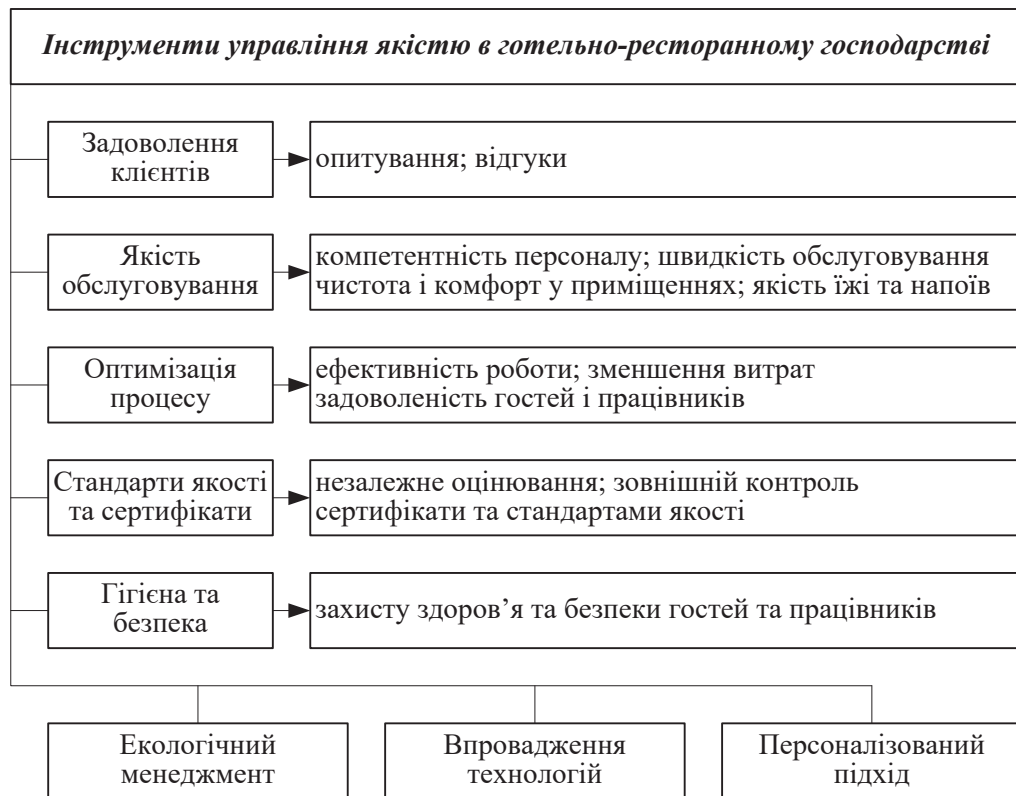 Інструменти управління якістю в готельно-ресторанному господарстві
Задоволення
клієнтів
опитування; відгуки
Якість
обслуговування
компетентність персоналу; швидкість обслуговування
чистота і комфорт у приміщеннях; якість їжі та напоїв
Оптимізація
процесу
ефективність роботи; зменшення витрат
задоволеність гостей і працівників
Стандарти якості
та сертифікати
незалежне оцінювання; зовнішній контроль
сертифікати та стандартами якості
Гігієна та
безпека
захисту здоров’я та безпеки гостей та працівників
Екологічний
менеджмент
Впровадження
технологій
Персоналізований
підхід